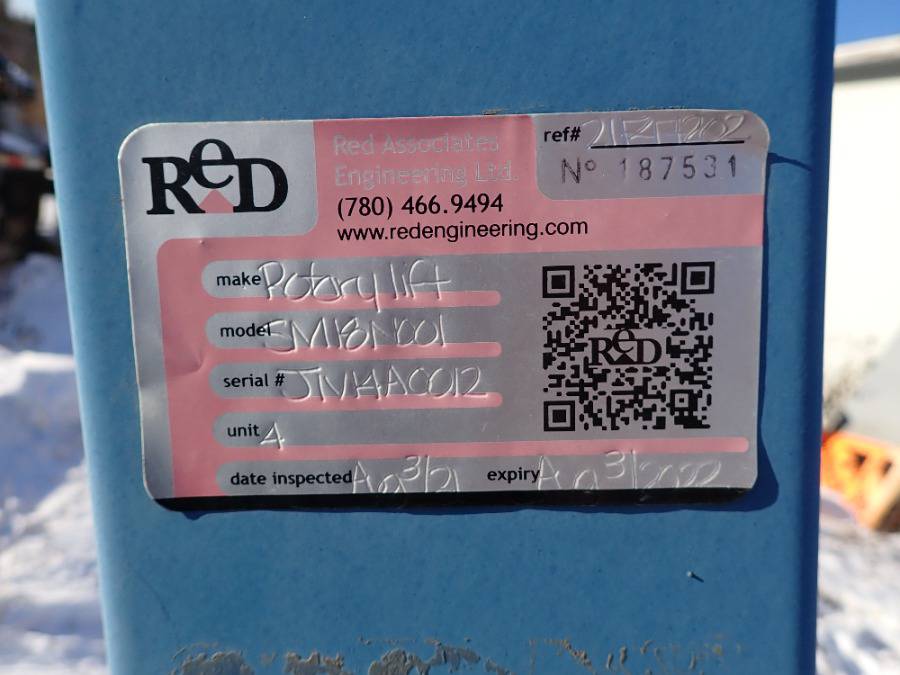 ReD
Red Associates
Engineering Ltd.
(780) 466.9494
www.redengineering.com
ref#
Nº 187531
make Rotary lift
model SM18N001
serial # JTV14A0012
unit 4
ReD
date inspected Aug 3/21 expiry Aug 3/2022